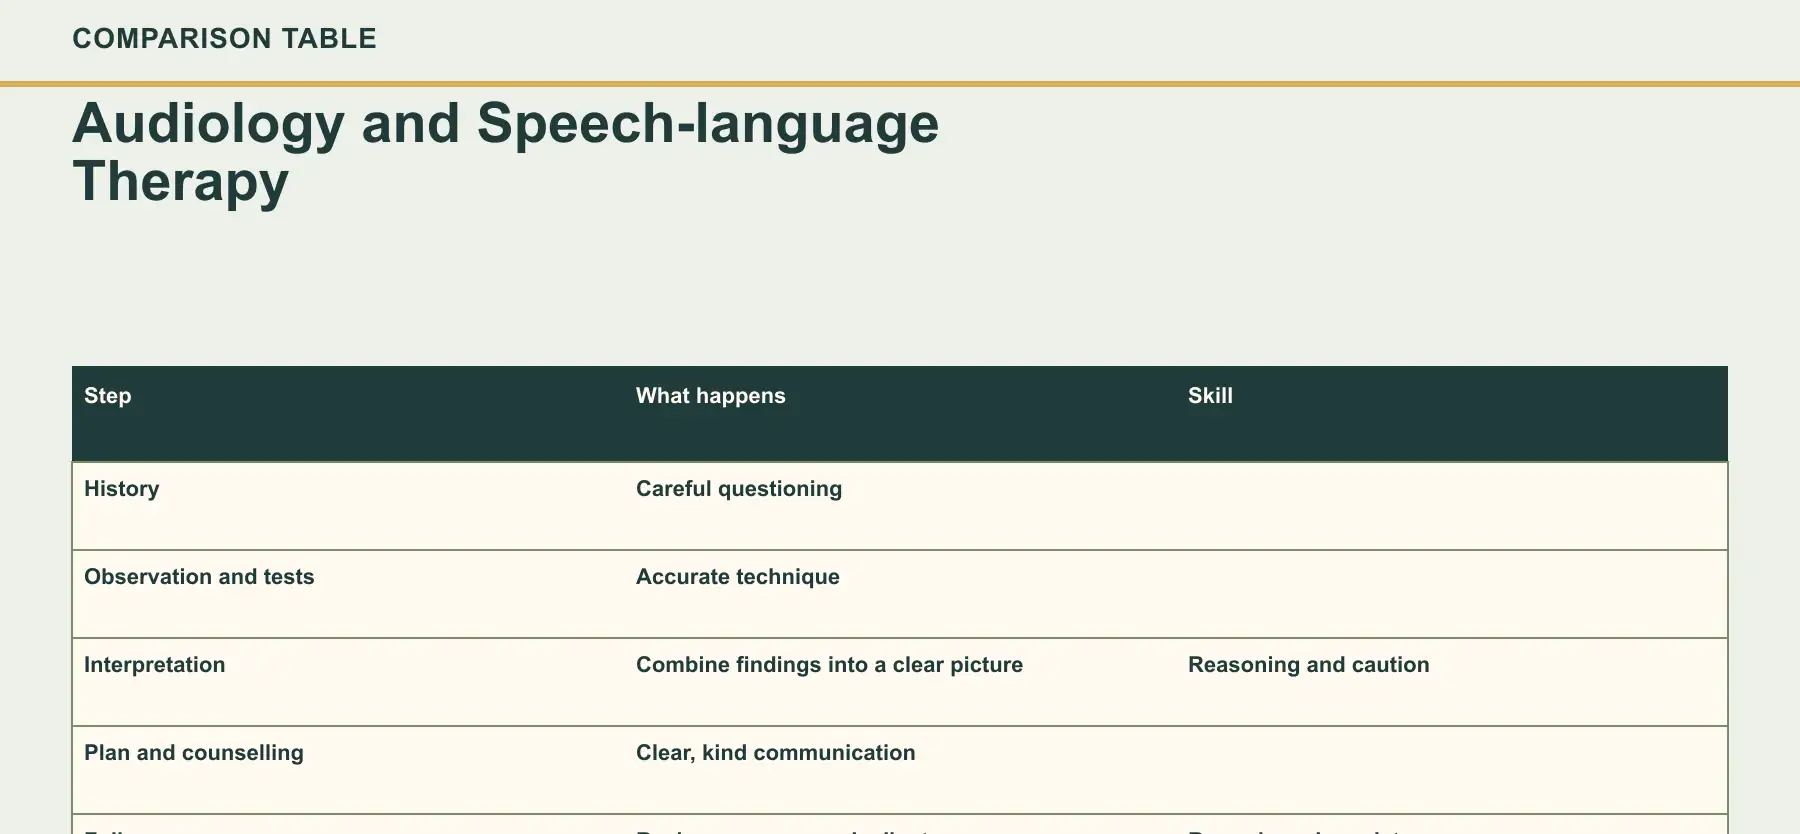 COMPARISON TABLE
Audiology and Speech-language
Therapy
Step What happens Skill
History Careful questioning
Observation and tests Accurate technique
Interpretation Combine findings into a clear picture Reasoning and caution
Plan and counselling Clear, kind communication